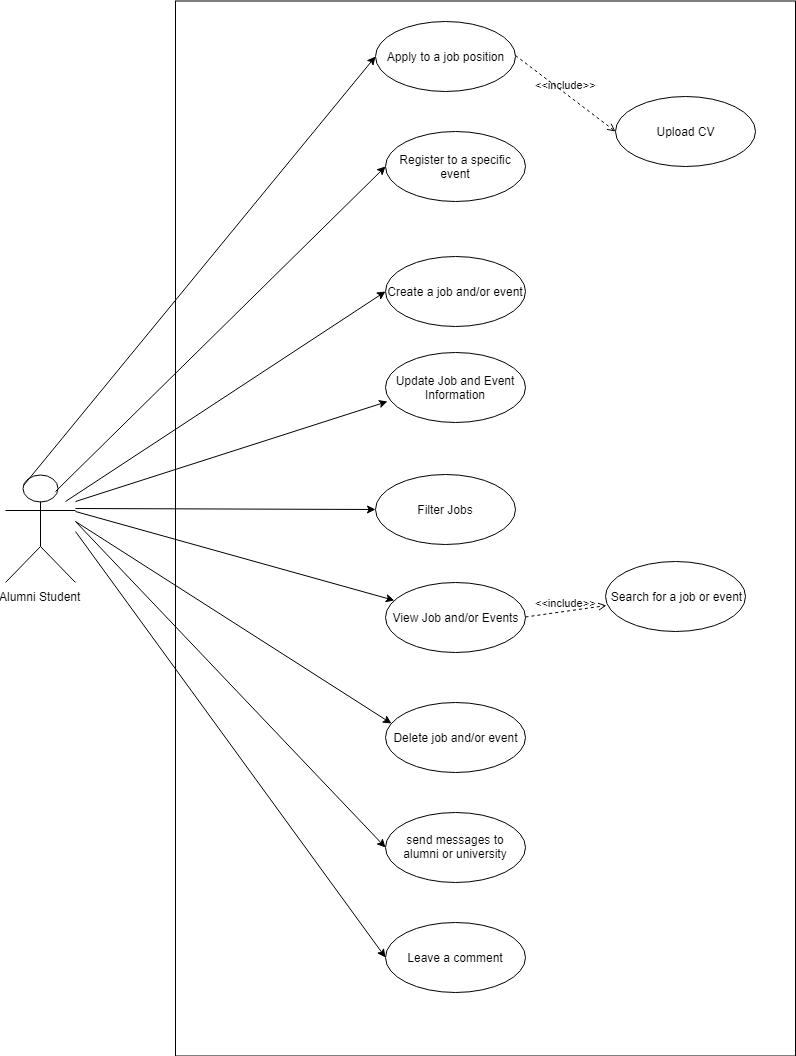 Apply to a job position
<<include>>
Upload CV
Register to a specific
event
Create a job and/or event
Update Job and Event
Information
Filter Jobs
Alumni Student
View Job and/or Events
<<include>>
Search for a job or event
Delete job and/or event
send messages to
alumni or university
Leave a comment